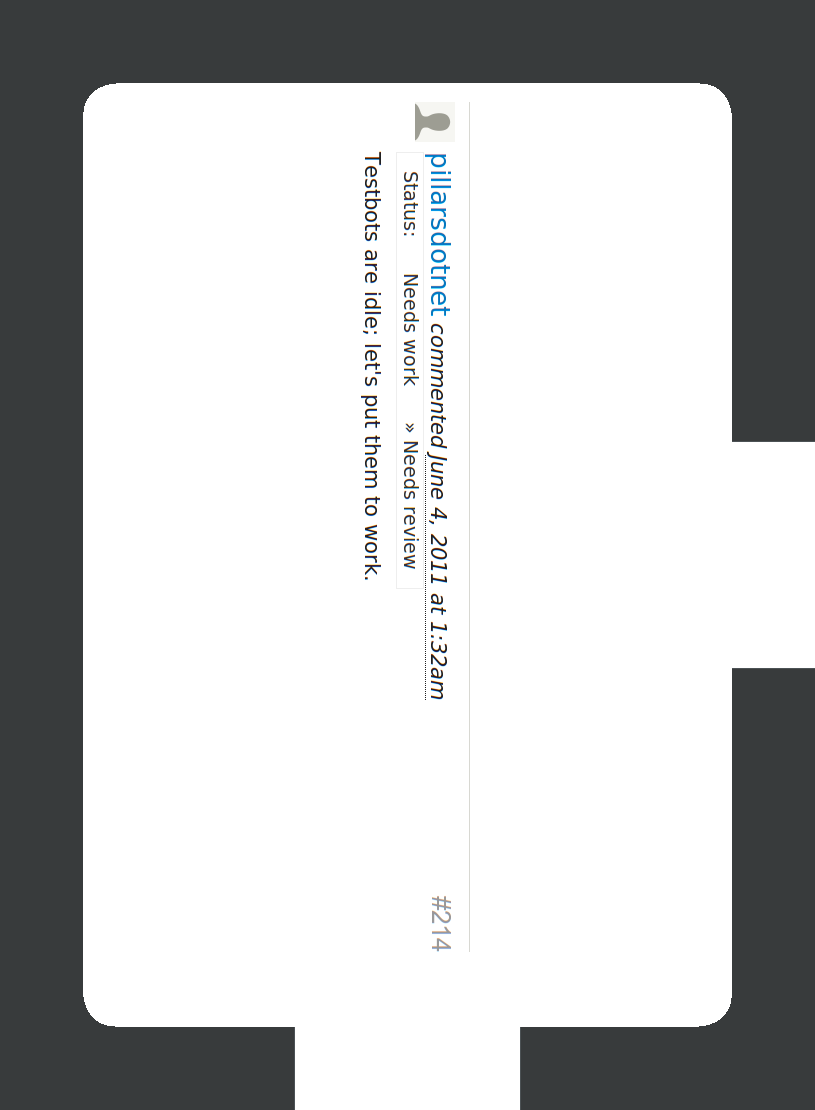 #214
pillarsdotnet commented June 4, 2011 at 1:32am
Status: Needs work » Needs review
Testbots are idle; let's put them to work.